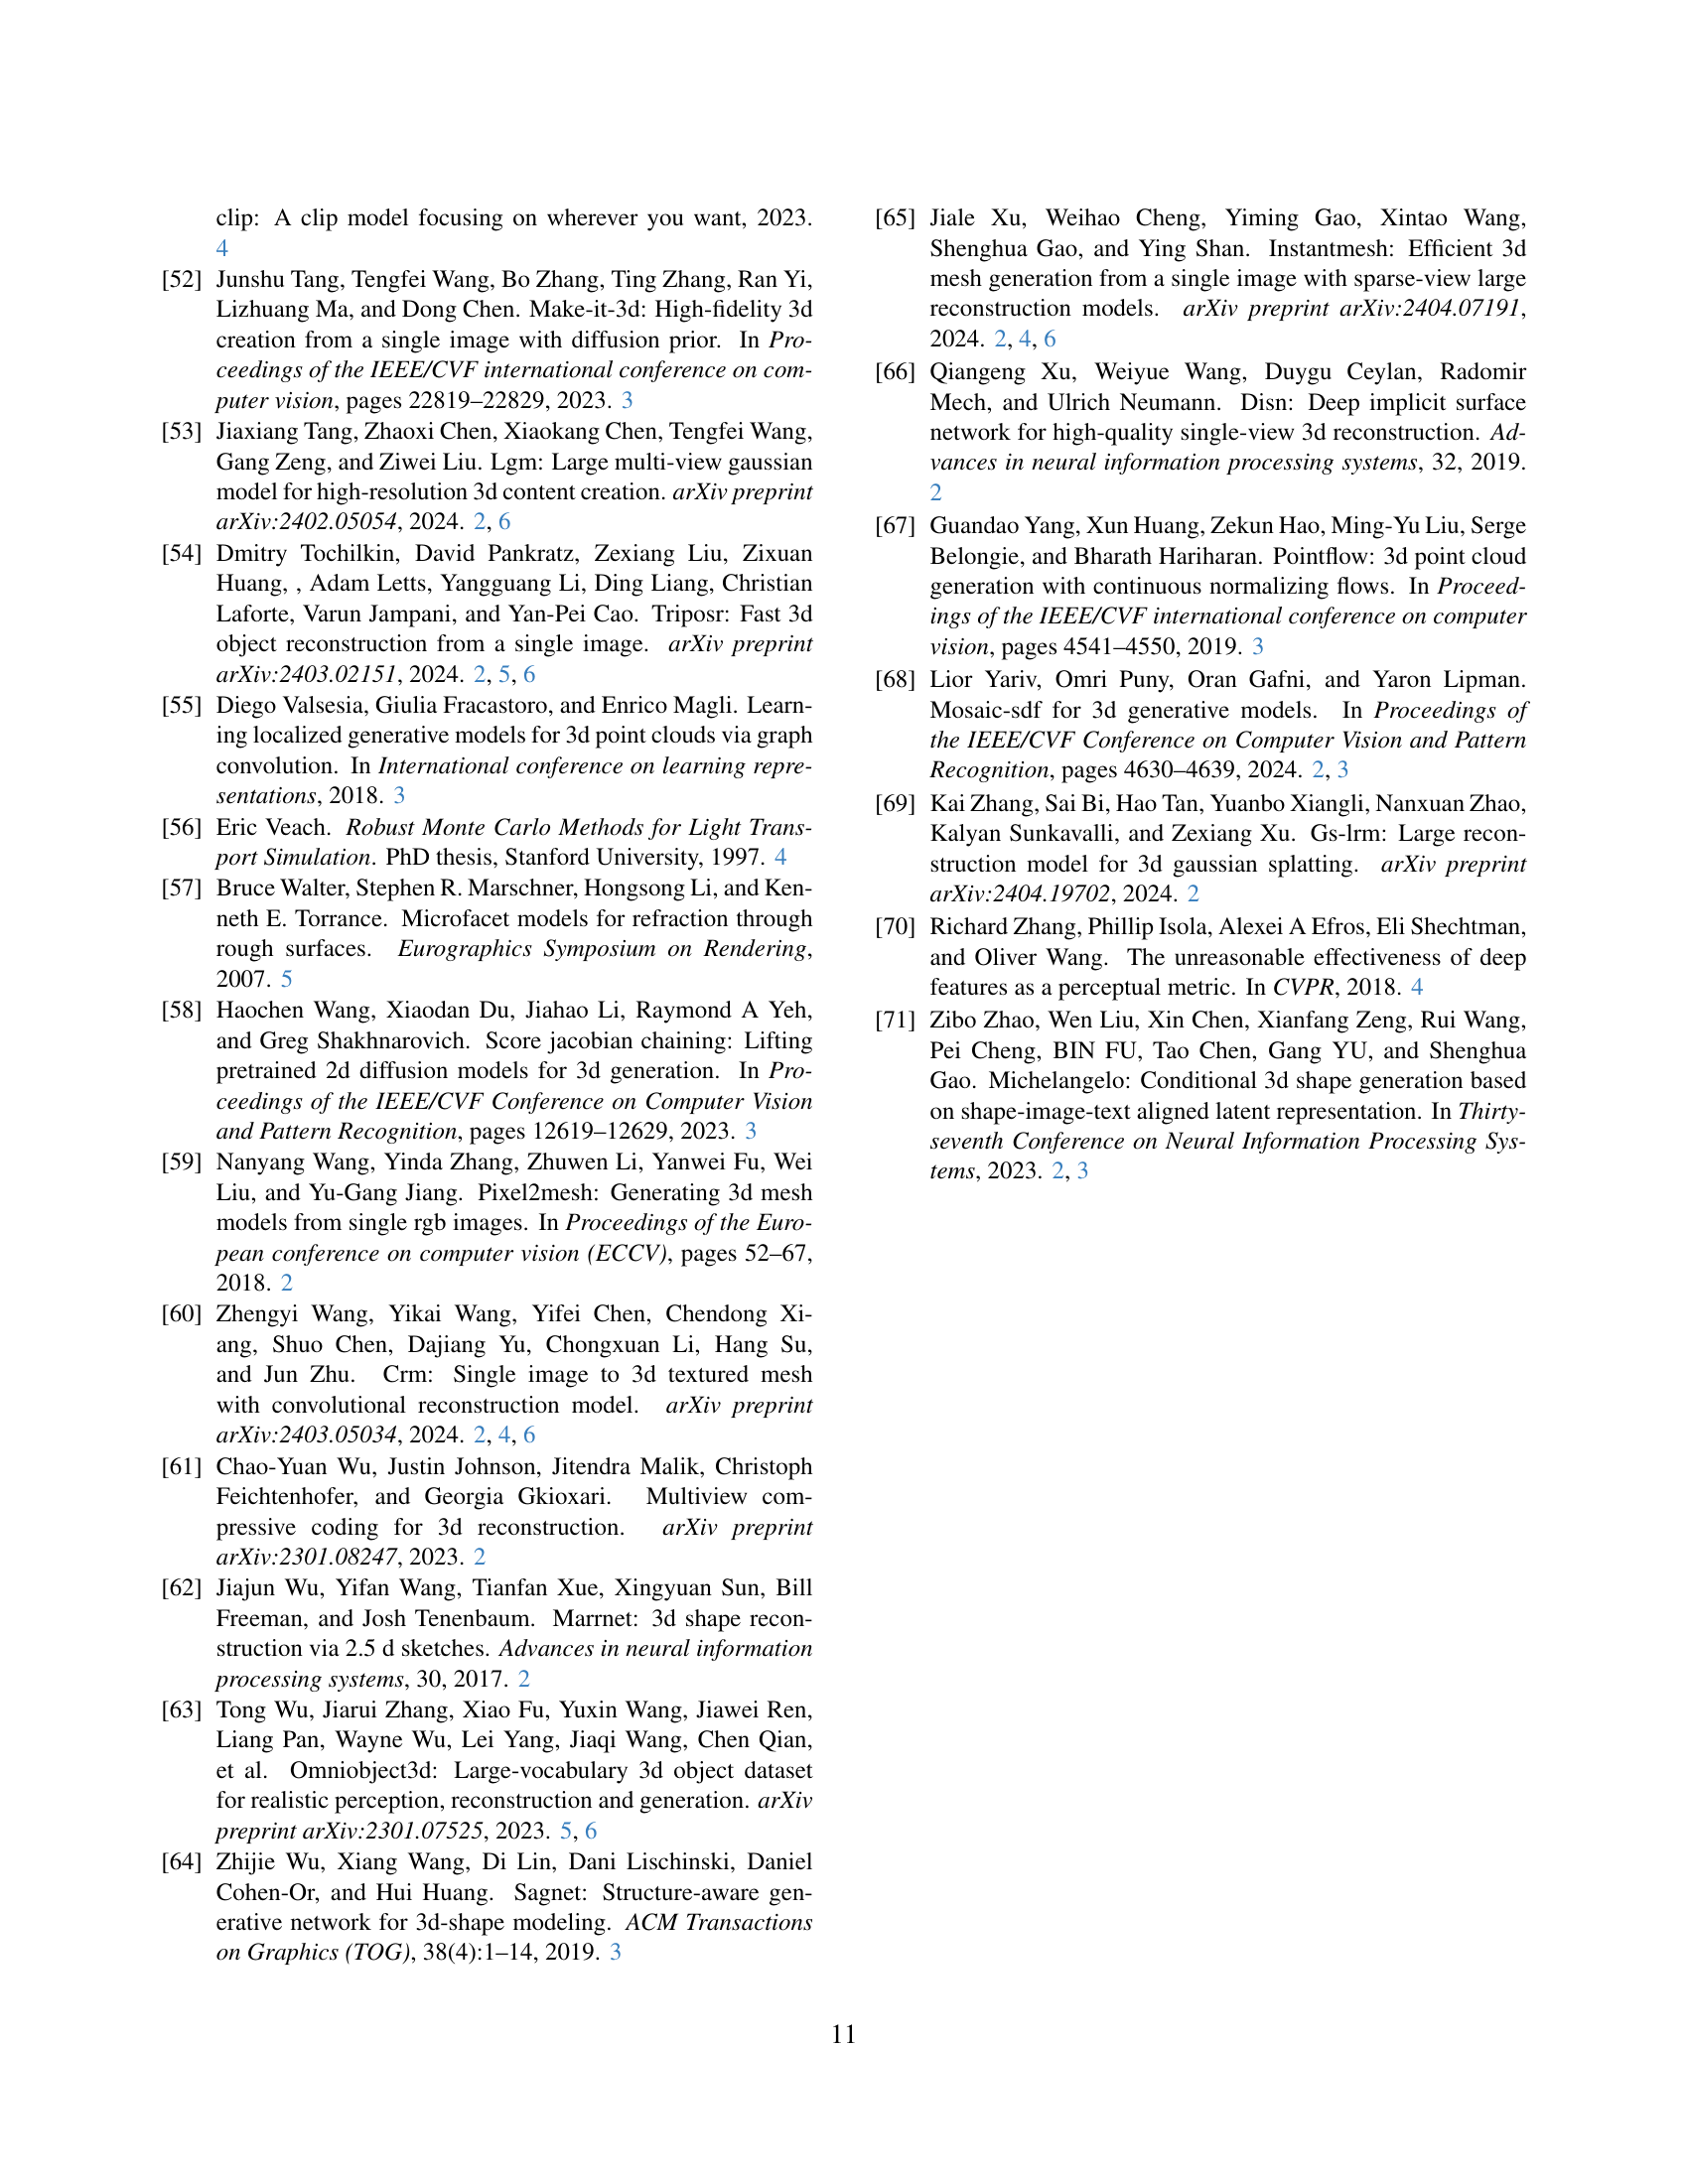 clip: A clip model focusing on wherever you want, 2023.
4
[52] Junshu Tang, Tengfei Wang, Bo Zhang, Ting Zhang, Ran Yi,
Lizhuang Ma, and Dong Chen. Make-it-3d: High-fidelity 3d
creation from a single image with diffusion prior. In Pro-
ceedings of the IEEE/CVF international conference on com-
puter vision, pages 22819–22829, 2023. 3
[53] Jiaxiang Tang, Zhaoxi Chen, Xiaokang Chen, Tengfei Wang,
Gang Zeng, and Ziwei Liu. Lgm: Large multi-view gaussian
model for high-resolution 3d content creation. arXiv preprint
arXiv:2402.05054, 2024. 2, 6
[54] Dmitry Tochilkin, David Pankratz, Zexiang Liu, Zixuan
Huang, , Adam Letts, Yangguang Li, Ding Liang, Christian
Laforte, Varun Jampani, and Yan-Pei Cao. Triposr: Fast 3d
object reconstruction from a single image. arXiv preprint
arXiv:2403.02151, 2024. 2, 5, 6
[55] Diego Valsesia, Giulia Fracastoro, and Enrico Magli. Learn-
ing localized generative models for 3d point clouds via graph
convolution. In International conference on learning repre-
sentations, 2018. 3
[56] Eric Veach. Robust Monte Carlo Methods for Light Trans-
port Simulation. PhD thesis, Stanford University, 1997. 4
[57] Bruce Walter, Stephen R. Marschner, Hongsong Li, and Ken-
neth E. Torrance. Microfacet models for refraction through
rough surfaces. Eurographics Symposium on Rendering,
2007. 5
[58] Haochen Wang, Xiaodan Du, Jiahao Li, Raymond A Yeh,
and Greg Shakhnarovich. Score jacobian chaining: Lifting
pretrained 2d diffusion models for 3d generation. In Pro-
ceedings of the IEEE/CVF Conference on Computer Vision
and Pattern Recognition, pages 12619–12629, 2023. 3
[59] Nanyang Wang, Yinda Zhang, Zhuwen Li, Yanwei Fu, Wei
Liu, and Yu-Gang Jiang. Pixel2mesh: Generating 3d mesh
models from single rgb images. In Proceedings of the Euro-
pean conference on computer vision (ECCV), pages 52–67,
2018. 2
[60] Zhengyi Wang, Yikai Wang, Yifei Chen, Chendong Xi-
ang, Shuo Chen, Dajiang Yu, Chongxuan Li, Hang Su,
and Jun Zhu. Crm: Single image to 3d textured mesh
with convolutional reconstruction model. arXiv preprint
arXiv:2403.05034, 2024. 2, 4, 6
[61] Chao-Yuan Wu, Justin Johnson, Jitendra Malik, Christoph
Feichtenhofer, and Georgia Gkioxari. Multiview com-
pressive coding for 3d reconstruction. arXiv preprint
arXiv:2301.08247, 2023. 2
[62] Jiajun Wu, Yifan Wang, Tianfan Xue, Xingyuan Sun, Bill
Freeman, and Josh Tenenbaum. Marrnet: 3d shape recon-
struction via 2.5 d sketches. Advances in neural information
processing systems, 30, 2017. 2
[63] Tong Wu, Jiarui Zhang, Xiao Fu, Yuxin Wang, Jiawei Ren,
Liang Pan, Wayne Wu, Lei Yang, Jiaqi Wang, Chen Qian,
et al. Omniobject3d: Large-vocabulary 3d object dataset
for realistic perception, reconstruction and generation. arXiv
preprint arXiv:2301.07525, 2023. 5, 6
[64] Zhijie Wu, Xiang Wang, Di Lin, Dani Lischinski, Daniel
Cohen-Or, and Hui Huang. Sagnet: Structure-aware gen-
erative network for 3d-shape modeling. ACM Transactions
on Graphics (TOG), 38(4):1–14, 2019. 3
[65] Jiale Xu, Weihao Cheng, Yiming Gao, Xintao Wang,
Shenghua Gao, and Ying Shan. Instantmesh: Efficient 3d
mesh generation from a single image with sparse-view large
reconstruction models. arXiv preprint arXiv:2404.07191,
2024. 2, 4, 6
[66] Qiangeng Xu, Weiyue Wang, Duygu Ceylan, Radomir
Mech, and Ulrich Neumann. Disn: Deep implicit surface
network for high-quality single-view 3d reconstruction. Ad-
vances in neural information processing systems, 32, 2019.
2
[67] Guandao Yang, Xun Huang, Zekun Hao, Ming-Yu Liu, Serge
Belongie, and Bharath Hariharan. Pointflow: 3d point cloud
generation with continuous normalizing flows. In Proceed-
ings of the IEEE/CVF international conference on computer
vision, pages 4541–4550, 2019. 3
[68] Lior Yariv, Omri Puny, Oran Gafni, and Yaron Lipman.
Mosaic-sdf for 3d generative models. In Proceedings of
the IEEE/CVF Conference on Computer Vision and Pattern
Recognition, pages 4630–4639, 2024. 2, 3
[69] Kai Zhang, Sai Bi, Hao Tan, Yuanbo Xiangli, Nanxuan Zhao,
Kalyan Sunkavalli, and Zexiang Xu. Gs-lrm: Large recon-
struction model for 3d gaussian splatting. arXiv preprint
arXiv:2404.19702, 2024. 2
[70] Richard Zhang, Phillip Isola, Alexei A Efros, Eli Shechtman,
and Oliver Wang. The unreasonable effectiveness of deep
features as a perceptual metric. In CVPR, 2018. 4
[71] Zibo Zhao, Wen Liu, Xin Chen, Xianfang Zeng, Rui Wang,
Pei Cheng, BIN FU, Tao Chen, Gang YU, and Shenghua
Gao. Michelangelo: Conditional 3d shape generation based
on shape-image-text aligned latent representation. In Thirty-
seventh Conference on Neural Information Processing Sys-
tems, 2023. 2, 3
11